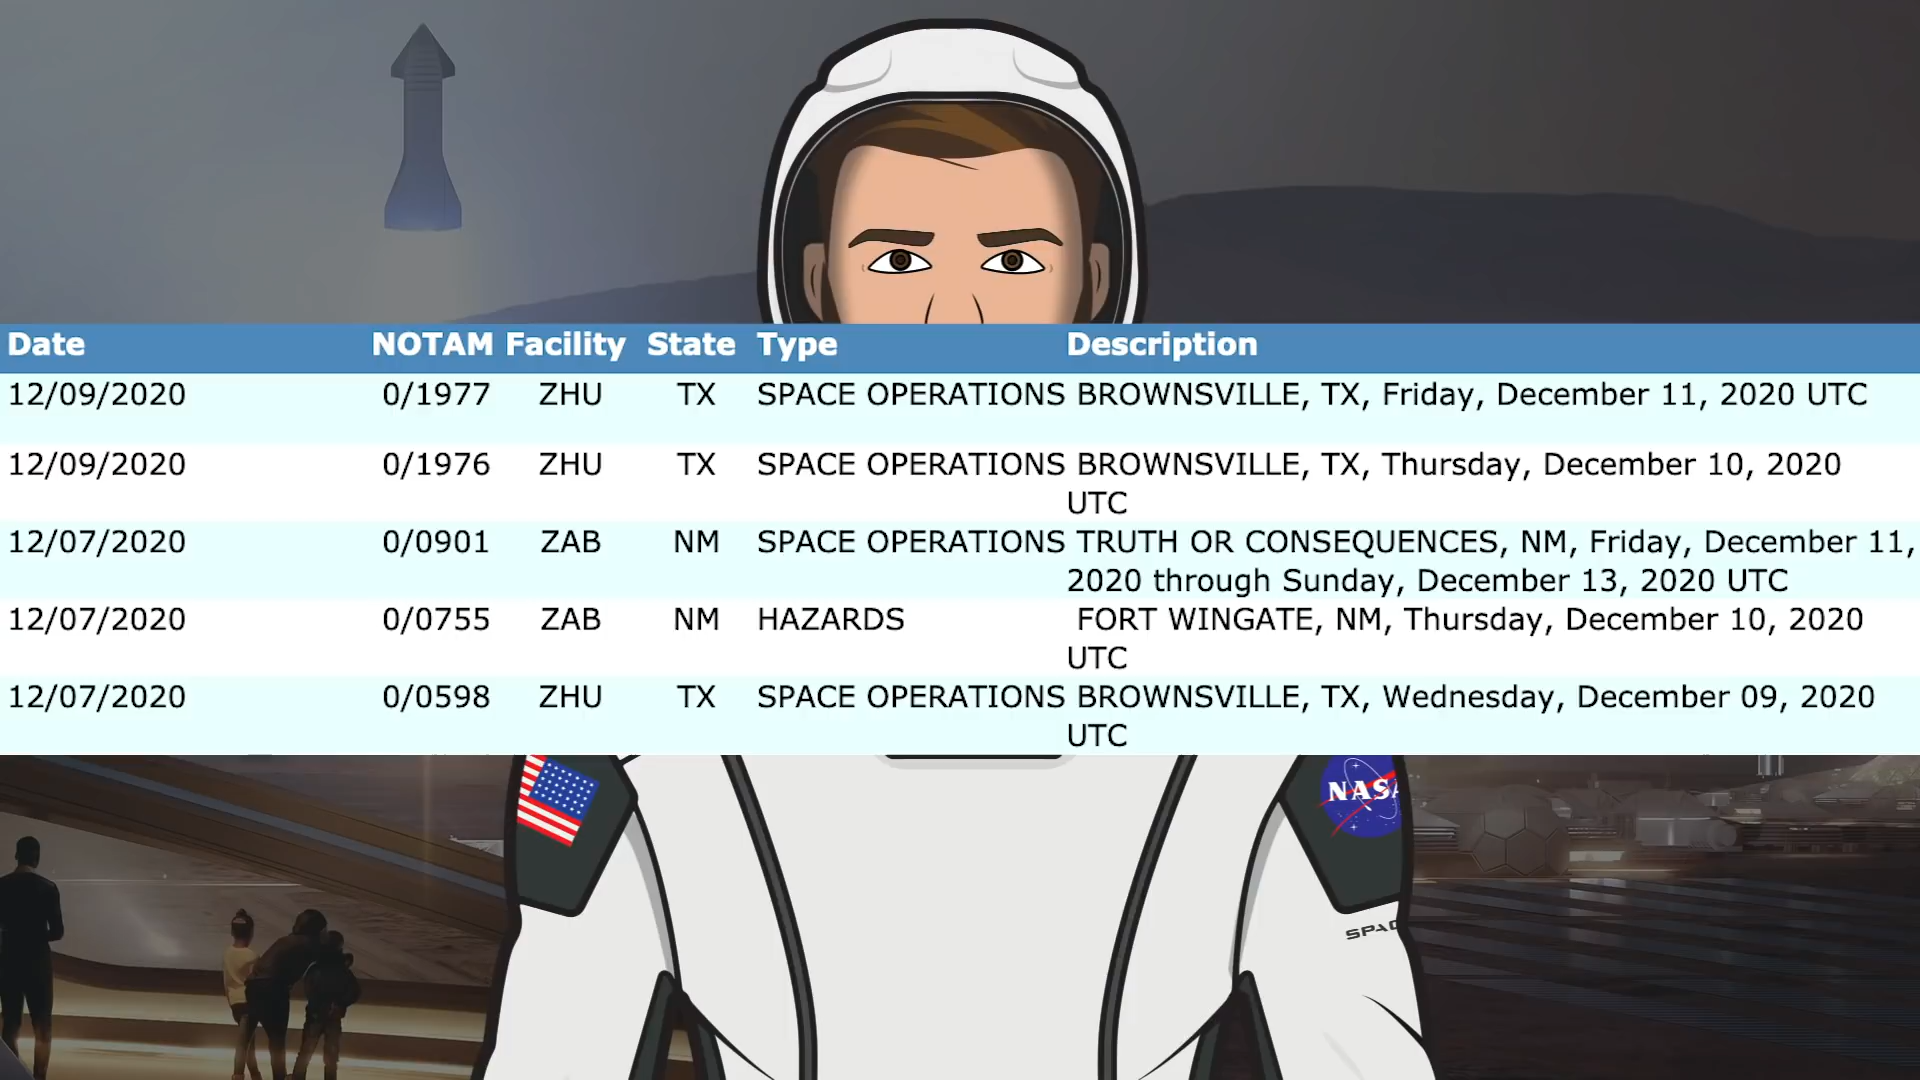 Date NOTAM Facility State Type Description
12/09/2020 0/1977 ZHU TX SPACE OPERATIONS BROWNSVILLE, TX, Friday, December 11, 2020 UTC
12/09/2020 0/1976 ZHU TX SPACE OPERATIONS BROWNSVILLE, TX, Thursday, December 10, 2020
UTC
12/07/2020 0/0901 ZAB NM SPACE OPERATIONS TRUTH OR CONSEQUENCES, NM, Friday, December 11,
2020 through Sunday, December 13, 2020 UTC
12/07/2020 0/0755 ZAB NM HAZARDS FORT WINGATE, NM, Thursday, December 10, 2020
UTC
12/07/2020 0/0598 ZHU TX SPACE OPERATIONS BROWNSVILLE, TX, Wednesday, December 09, 2020
UTC
NASA
SPAC